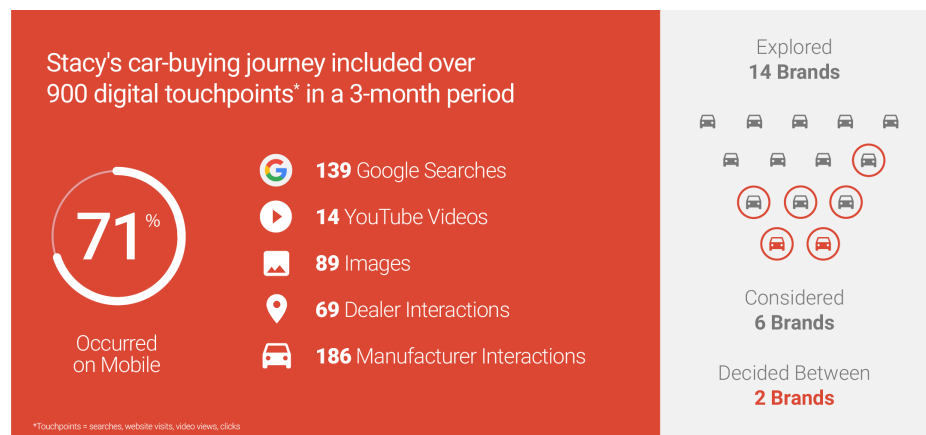 Stacy's car-buying journey included over
900 digital touchpoints* in a 3-month period
71%
Occurred
on Mobile
139 Google Searches
14 YouTube Videos
89 Images
69 Dealer Interactions
186 Manufacturer Interactions
*Touchpoints = searches, website visits, video views, clicks
Explored
14 Brands
Considered
6 Brands
Decided Between
2 Brands